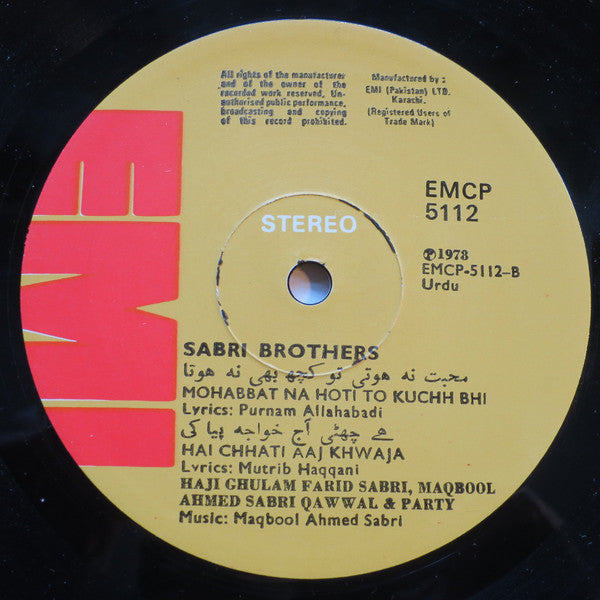 All rights of the manufacturer
and of the owner of the
recorded work reserved. Un-
authorised public performance,
broadcasting and copying
of this record prohibited.
Manufactured by :
EMI (Pakistan) LTD.
Karachi.
(Registered Users of
Trade Mark)
EMI
EMCP
5112
STEREO
℗1978
EMCP-5112-B
Urdu
SABRI BROTHERS
محبت نہ ہوتی تو کچھ بھی نہ ہوتا
MOHABBAT NA HOTI TO KUCHH BHI
Lyrics: Purnam Allahabadi
ہے چھٹی آج خواجہ پیا کی
HAI CHHATI AAJ KHWAJA
Lyrics: Mutrib Haqqani
HAJI GHULAM FARID SABRI, MAQBOOL
AHMED SABRI QAWWAL & PARTY
Music: Maqbool Ahmed Sabri